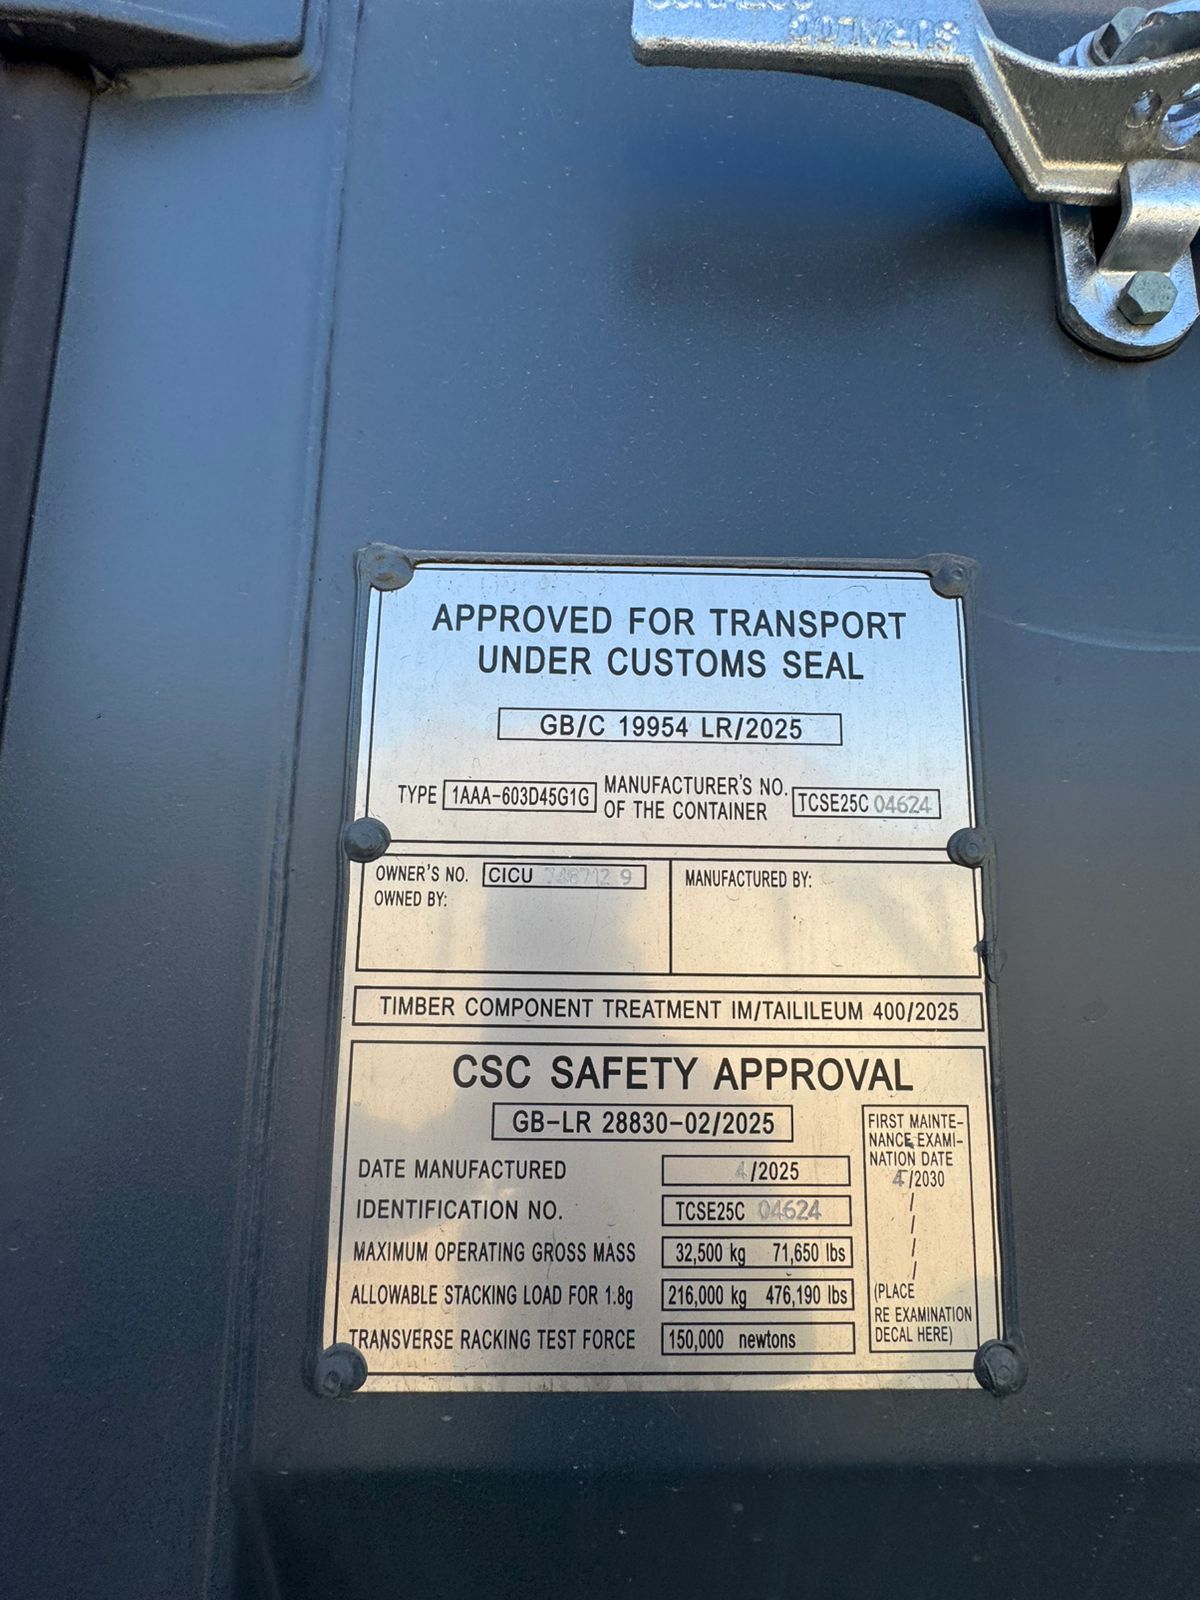 APPROVED FOR TRANSPORT
UNDER CUSTOMS SEAL
GB/C 19954 LR/2025
TYPE 1AAA-603D45G1G MANUFACTURER'S NO. OF THE CONTAINER TCSE25C 04624
OWNER'S NO. CICU
OWNED BY:
MANUFACTURED BY:
TIMBER COMPONENT TREATMENT IM/TAILILEUM 400/2025
CSC SAFETY APPROVAL
GB-LR 28830-02/2025
DATE MANUFACTURED 4/2025
IDENTIFICATION NO. TCSE25C 04624
MAXIMUM OPERATING GROSS MASS 32,500 kg 71,650 lbs
ALLOWABLE STACKING LOAD FOR 1.8g 216,000 kg 476,190 lbs
TRANSVERSE RACKING TEST FORCE 150,000 newtons
FIRST MAINTE-
NANCE EXAMI-
NATION DATE
4/2030
/
/
/
/
(PLACE
RE EXAMINATION
DECAL HERE)